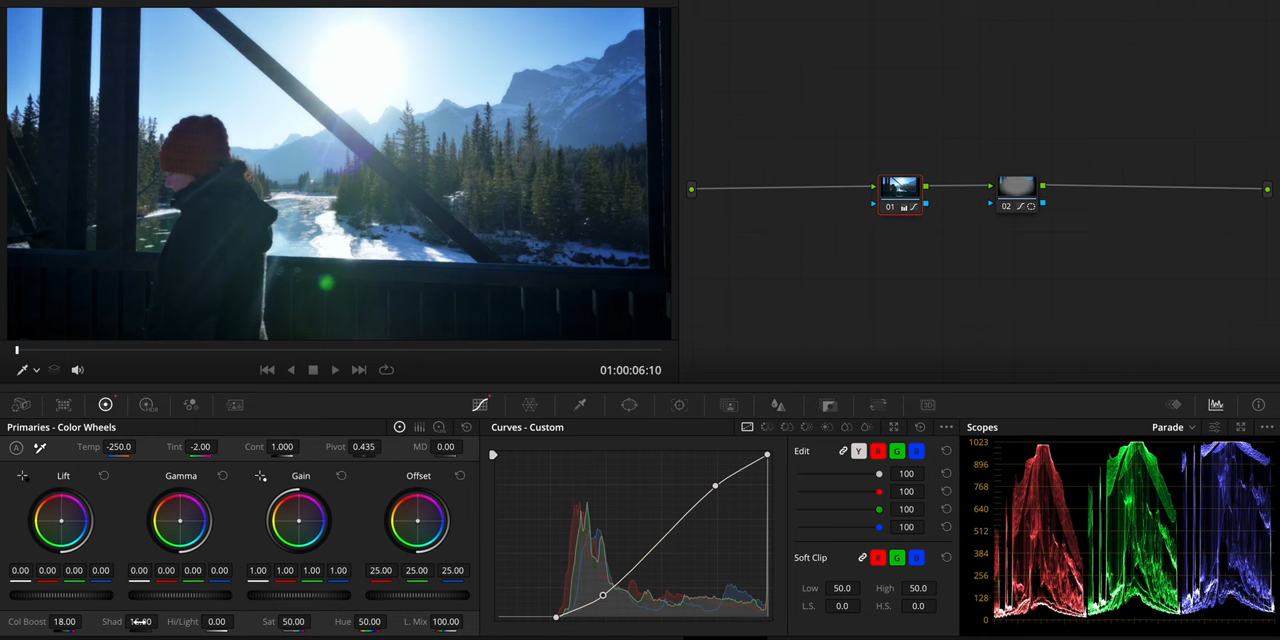 01
02
01:00:06:10
HDR
3D
Primaries - Color Wheels
Curves - Custom
Scopes
Parade
A
Temp -250.0 Tint -2.00 Cont 1.000 Pivot 0.435 MD 0.00
Lift Gamma Gain Offset
0.00 0.00 0.00 0.00 0.00 0.00 0.00 0.00 1.00 1.00 1.00 1.00 25.00 25.00 25.00
Col Boost 18.00 Shad Hi/Light 0.00 Sat 50.00 Hue 50.00 L. Mix 100.00
Edit Y R G B
100
100
100
100
Soft Clip R G B
Low 50.0 High 50.0
L.S. 0.0 H.S. 0.0
1023
896
768
640
512
384
256
128
0